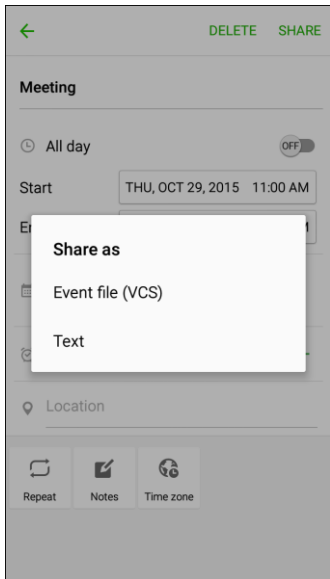 DELETE SHARE
Meeting
All day OFF
Start THU, OCT 29, 2015 11:00 AM
Share as
Event file (VCS)
Text
Location
Repeat Notes Time zone